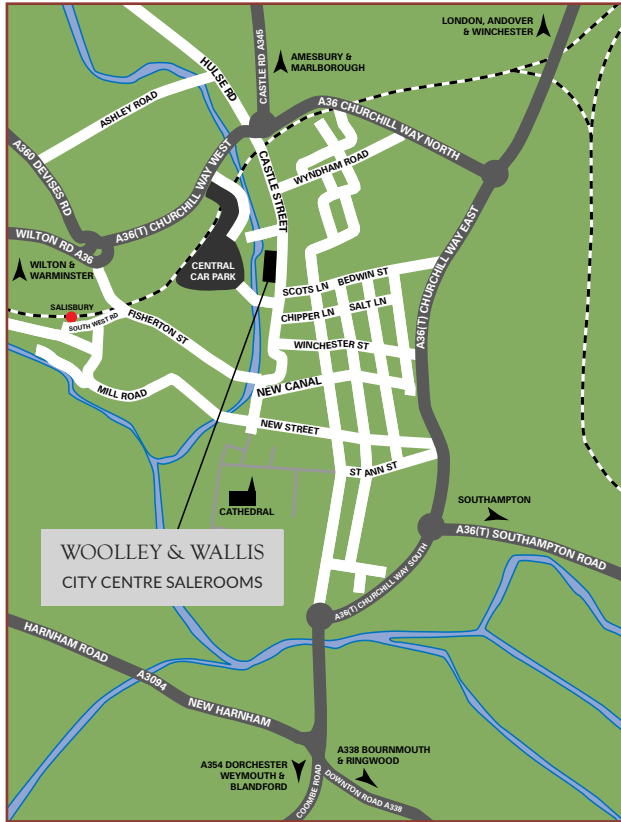 LONDON, ANDOVER
& WINCHESTER
HULSE RD
CASTLE RD A345
AMESBURY &
MARLBOROUGH
ASHLEY ROAD
A36 CHURCHILL WAY NORTH
A360 DEVISES RD
A36(T) CHURCHILL WAY WEST
CASTLE STREET
WYNDHAM ROAD
WILTON RD A36
WILTON &
WARMINSTER
CENTRAL
CAR PARK
SCOTS LN
BEDWIN ST
A36(T) CHURCHILL WAY EAST
SALISBURY
SOUTH WEST RD
FISHERTON ST
CHIPPER LN
SALT LN
WINCHESTER ST
MILL ROAD
NEW CANAL
NEW STREET
ST ANN ST
CATHEDRAL
SOUTHAMPTON
A36(T) SOUTHAMPTON ROAD
WOOLLEY & WALLIS
CITY CENTRE SALEROOMS
A36(T) CHURCHILL WAY SOUTH
HARNHAM ROAD
A3094
NEW HARNHAM
A354 DORCHESTER
WEYMOUTH &
BLANDFORD
A338 BOURNMOUTH
& RINGWOOD
COOMBE ROAD
DOWNTON ROAD A338